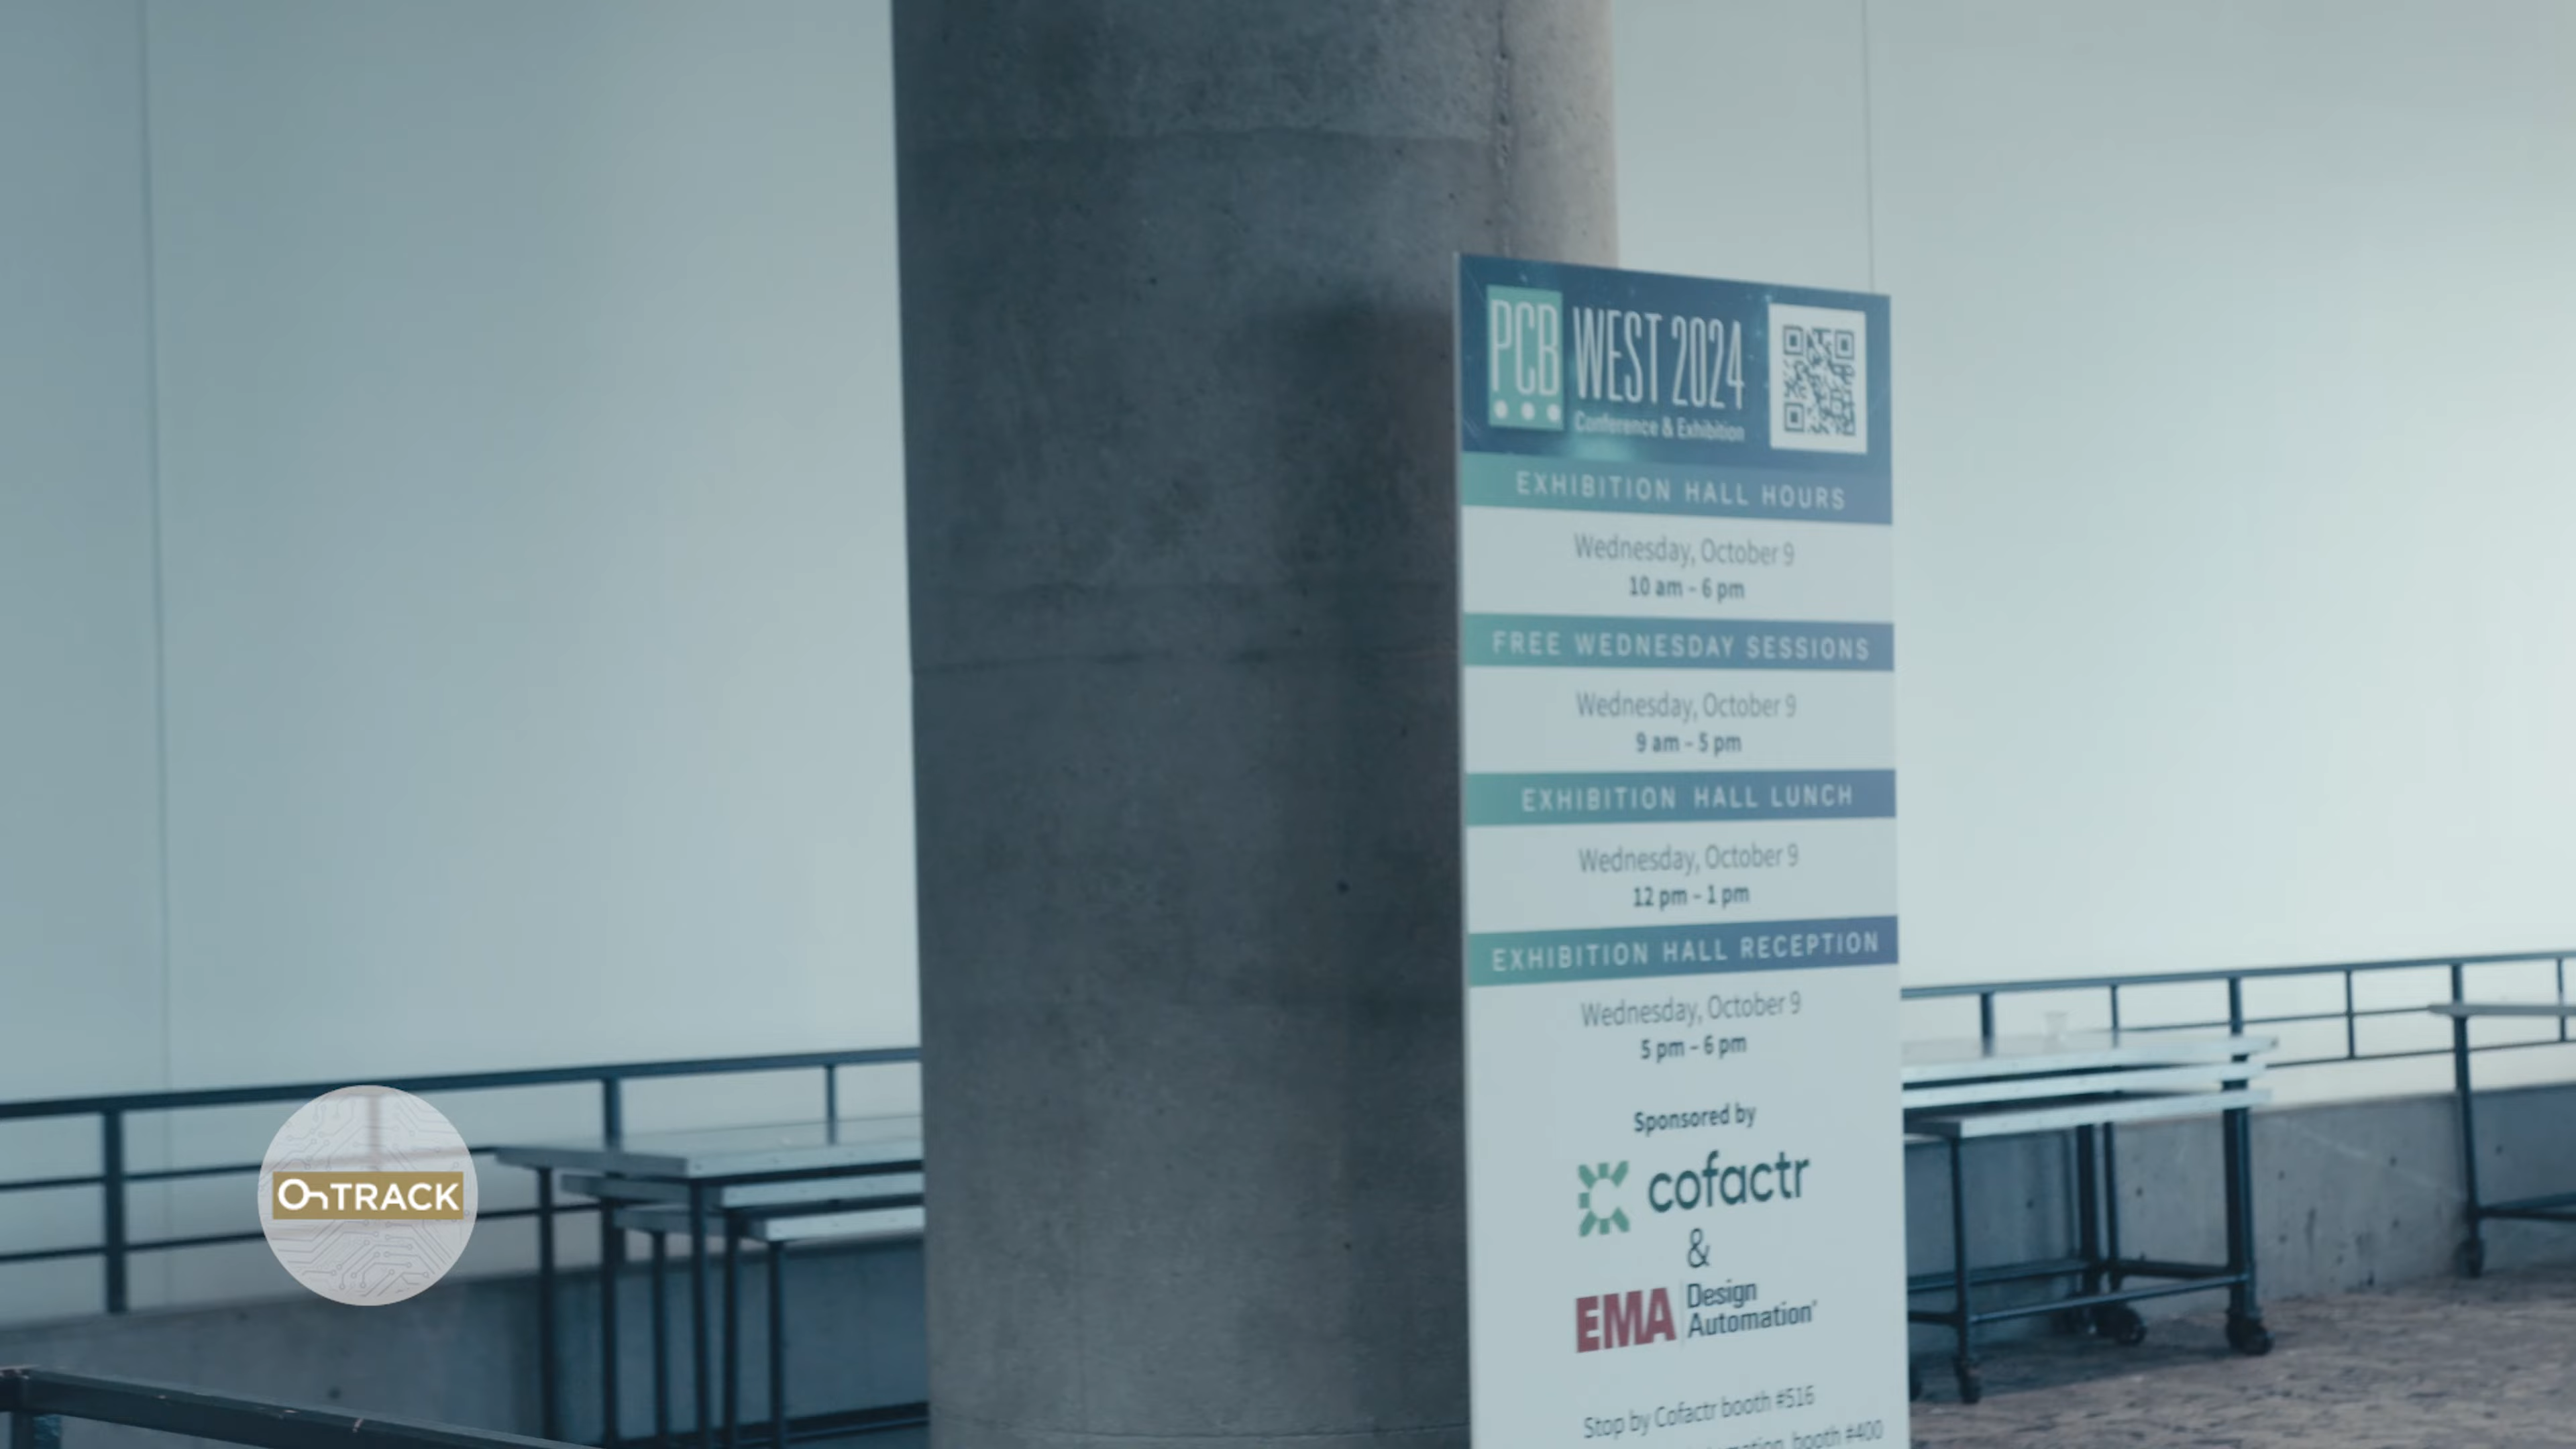 PCB WEST 2024
Conference & Exhibition
EXHIBITION HALL HOURS
Wednesday, October 9
10 am – 6 pm
FREE WEDNESDAY SESSIONS
Wednesday, October 9
9 am – 5 pm
EXHIBITION HALL LUNCH
Wednesday, October 9
12 pm – 1 pm
EXHIBITION HALL RECEPTION
Wednesday, October 9
5 pm – 6 pm
Sponsored by
cofactr
&
EMA Design
Automation®
Stop by Cofactr booth #516
booth #400
OnTRACK